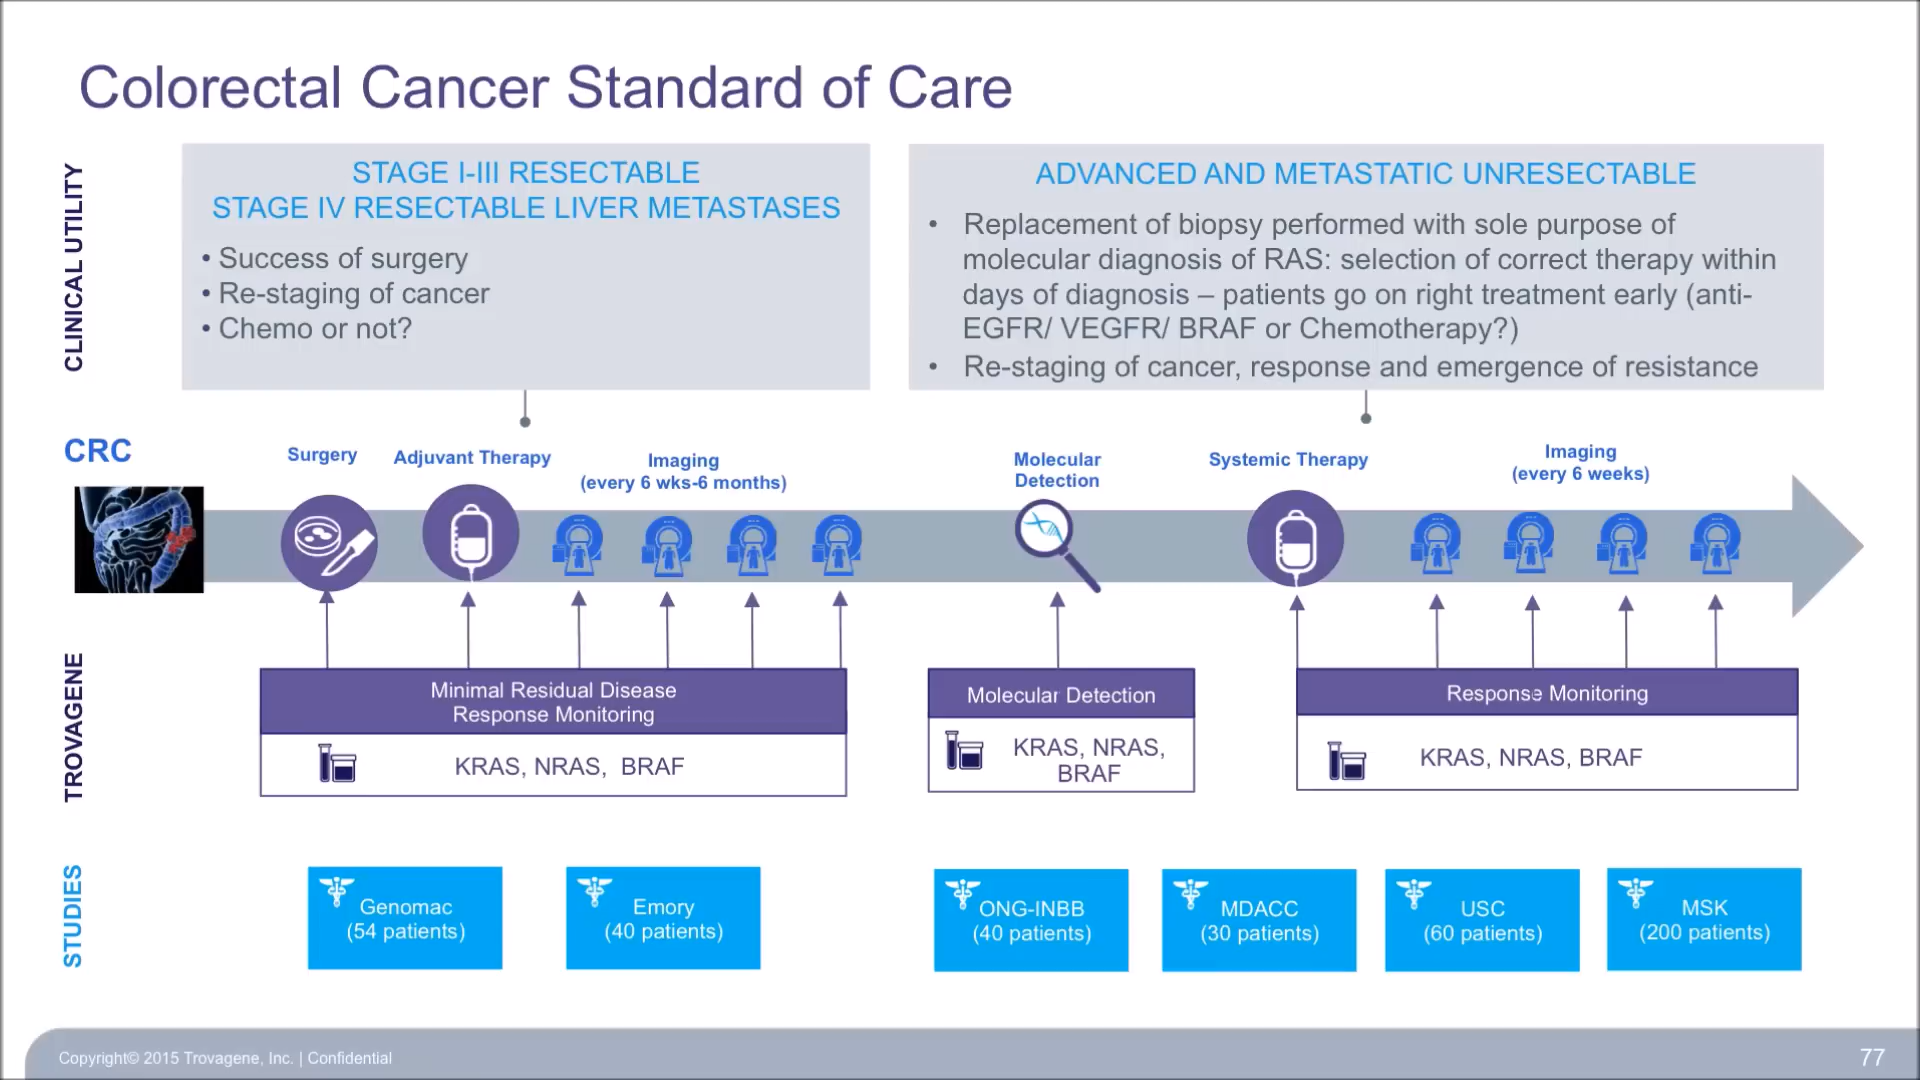 Colorectal Cancer Standard of Care
CLINICAL UTILITY
STAGE I-III RESECTABLE
STAGE IV RESECTABLE LIVER METASTASES
• Success of surgery
• Re-staging of cancer
• Chemo or not?
ADVANCED AND METASTATIC UNRESECTABLE
• Replacement of biopsy performed with sole purpose of
molecular diagnosis of RAS: selection of correct therapy within
days of diagnosis – patients go on right treatment early (anti-
EGFR/ VEGFR/ BRAF or Chemotherapy?)
• Re-staging of cancer, response and emergence of resistance
CRC
Surgery
Adjuvant Therapy
Imaging
(every 6 wks-6 months)
Molecular
Detection
Systemic Therapy
Imaging
(every 6 weeks)
TROVAGENE
Minimal Residual Disease
Response Monitoring
KRAS, NRAS, BRAF
Molecular Detection
KRAS, NRAS,
BRAF
Response Monitoring
KRAS, NRAS, BRAF
STUDIES
Genomac
(54 patients)
Emory
(40 patients)
ONG-INBB
(40 patients)
MDACC
(30 patients)
USC
(60 patients)
MSK
(200 patients)
Copyright© 2015 Trovagene, Inc. | Confidential
77